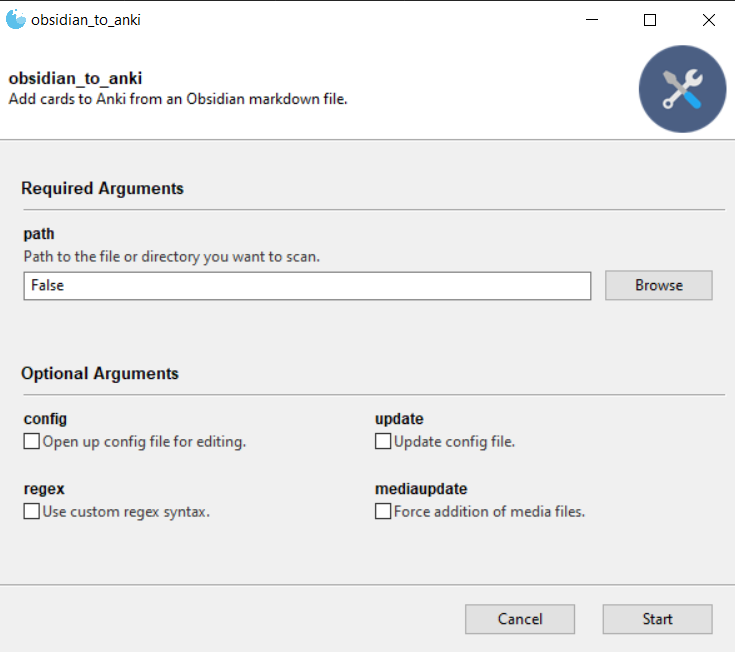 obsidian_to_anki
obsidian_to_anki
Add cards to Anki from an Obsidian markdown file.
Required Arguments
path
Path to the file or directory you want to scan.
False
Browse
Optional Arguments
config
Open up config file for editing.
update
Update config file.
regex
Use custom regex syntax.
mediaupdate
Force addition of media files.
Cancel
Start